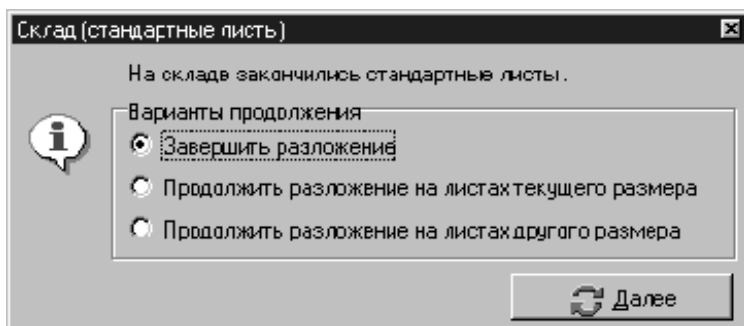 Склад (стандартные листы)
На складе закончились стандартные листы.
Варианты продолжения
Завершить разложение
Продолжить разложение на листах текущего размера
Продолжить разложение на листах другого размера
Далее